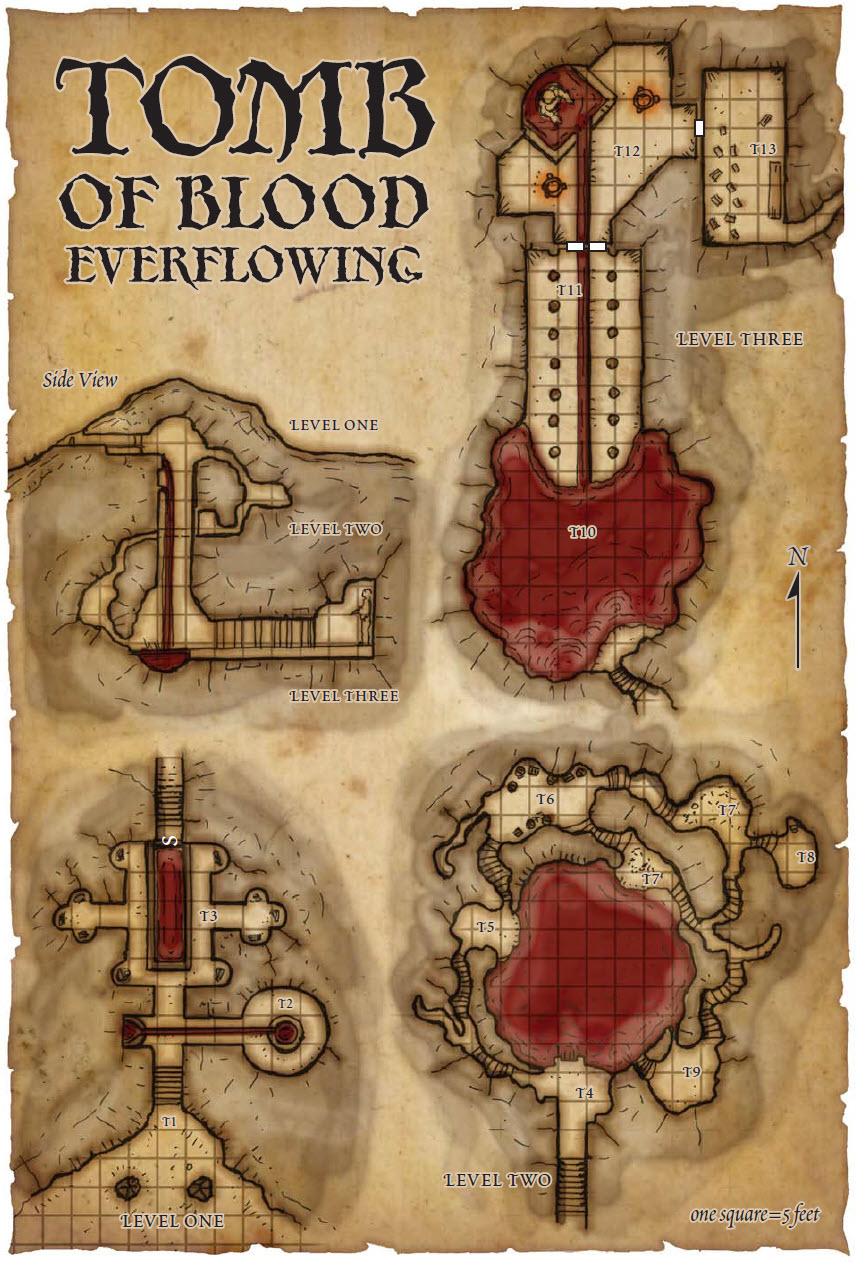 TOMB
OF BLOOD
EVERFLOWING
T12
T13
T11
LEVEL THREE
Side View
LEVEL ONE
LEVEL TWO
T10
N
LEVEL THREE
T6
T7
S
T8
T7
T3
T5
T2
T9
T4
T1
LEVEL TWO
one square=5 feet
LEVEL ONE